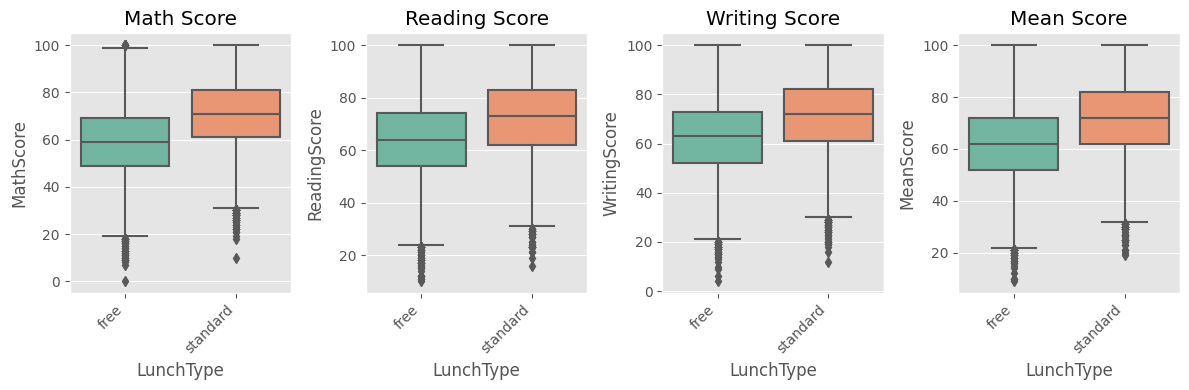 Math Score
MathScore
100
80
60
40
20
0
free
standard
LunchType
Reading Score
ReadingScore
100
80
60
40
20
free
standard
LunchType
Writing Score
WritingScore
100
80
60
40
20
0
free
standard
LunchType
Mean Score
MeanScore
100
80
60
40
20
free
standard
LunchType